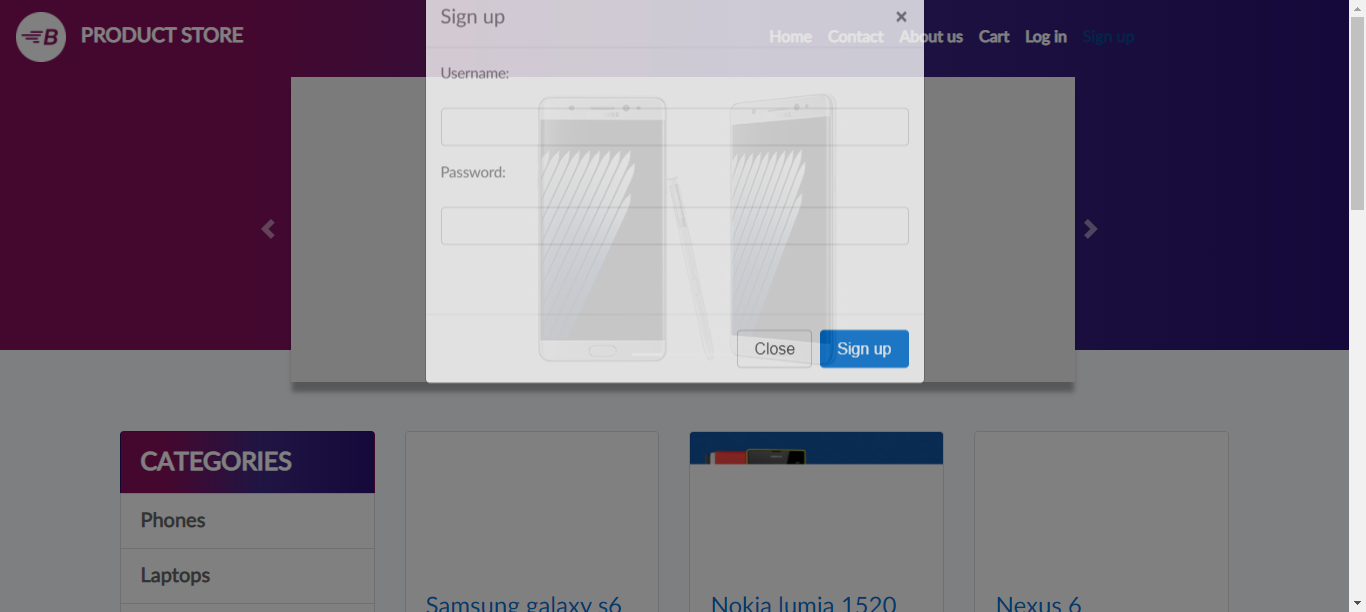 B PRODUCT STORE
Home Contact About us Cart Log in Sign up
Sign up ×
Username:
Password:
Close Sign up
CATEGORIES
Phones
Laptops
Samsung galaxy s6
Nokia lumia 1520
Nexus 6